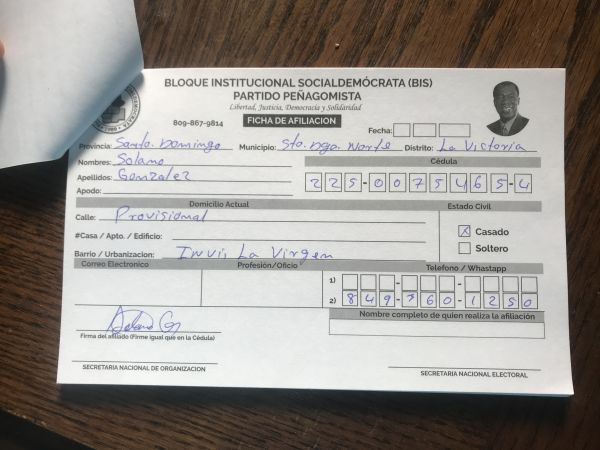 BLOQUE INSTITUCIONAL SOCIALDEMÓCRATA (BIS)
PARTIDO PEÑAGOMISTA
Libertad, Justicia, Democracia y Solidaridad
809-867-9814 FICHA DE AFILIACION
Fecha:
Provincia: Santo. Domingo Municipio: Sto. Dgo. Norte Distrito: La Victoria
Nombres: Solano
Cédula
Apellidos: Gonzalez
225-0075465-4
Apodo:
Domicilio Actual Estado Civil
Calle: Provisional
#Casa / Apto. / Edificio:
X Casado
Soltero
Barrio / Urbanizacion: Invi, La Virgen
Correo Electronico Profesión/Oficio Telefono / Whastapp
1)
2) 849-760-1250
Nombre completo de quien realiza la afiliación
Solano G
Firma del afiliado (Firme igual que en la Cédula)
SECRETARIA NACIONAL DE ORGANIZACION SECRETARIA NACIONAL ELECTORAL